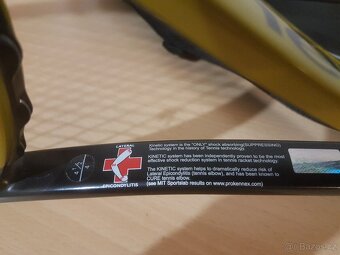 LATERAL
EPICONDYLITIS
Kinetic system is the "ONLY" shock absorbing(SUPPRESSING)
Technology in the history of Tennis technology
KINETIC system has been independently proven to be the most
effective shock reduction system in tennis racket technology
The KINETIC system helps to dramatically reduce risk of
Lateral Epicondylitis (tennis elbow), and has been known to
CURE tennis elbow.
(see MIT Sportslab results on www.prokennex.com)
Bazos.cz